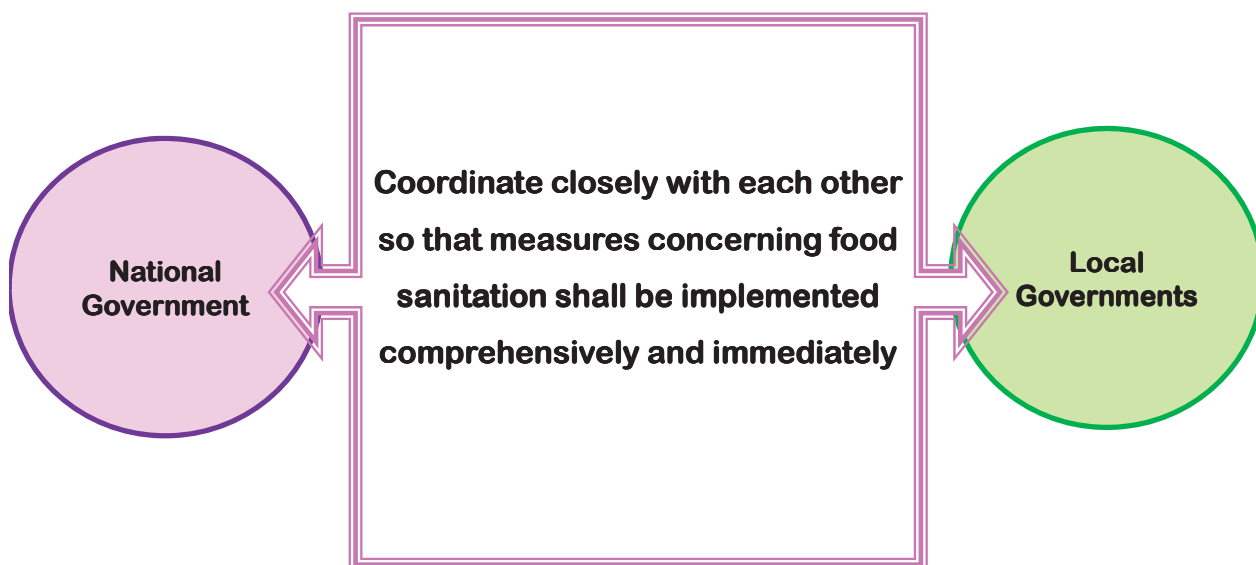 National
Government
Coordinate closely with each other
so that measures concerning food
sanitation shall be implemented
comprehensively and immediately
Local
Governments